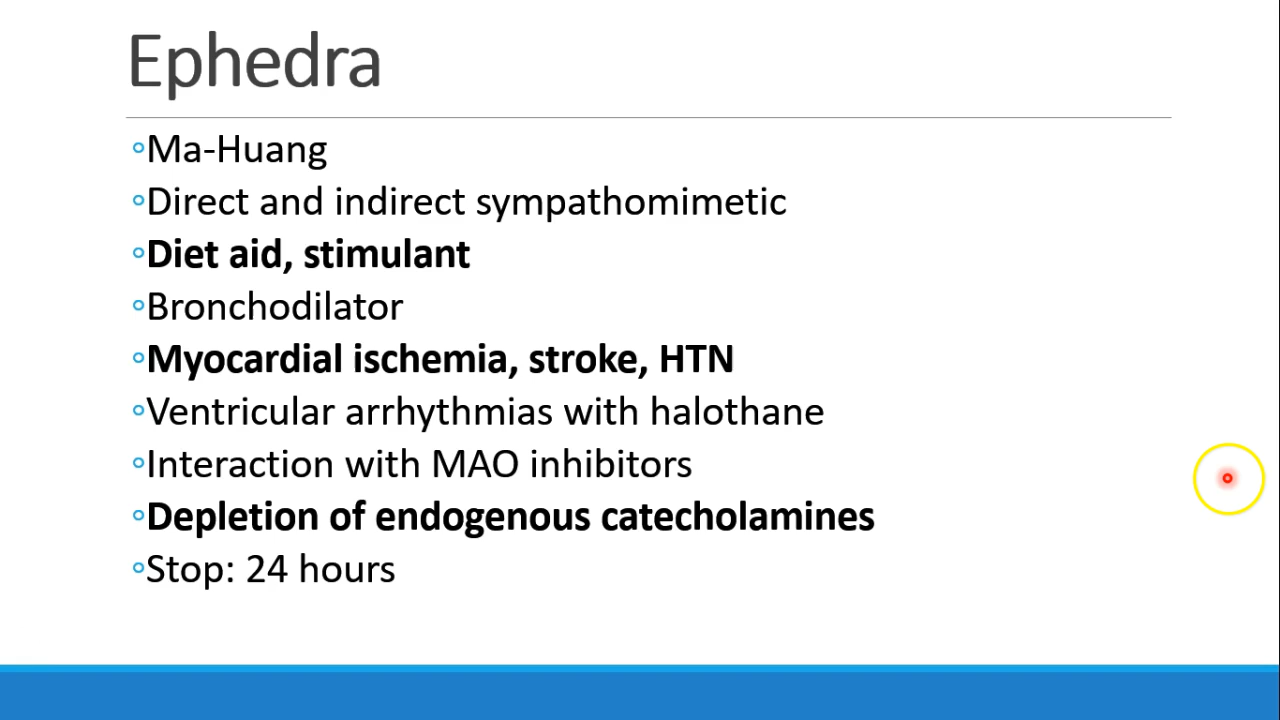 Ephedra
Ma-Huang
Direct and indirect sympathomimetic
Diet aid, stimulant
Bronchodilator
Myocardial ischemia, stroke, HTN
Ventricular arrhythmias with halothane
Interaction with MAO inhibitors
Depletion of endogenous catecholamines
Stop: 24 hours